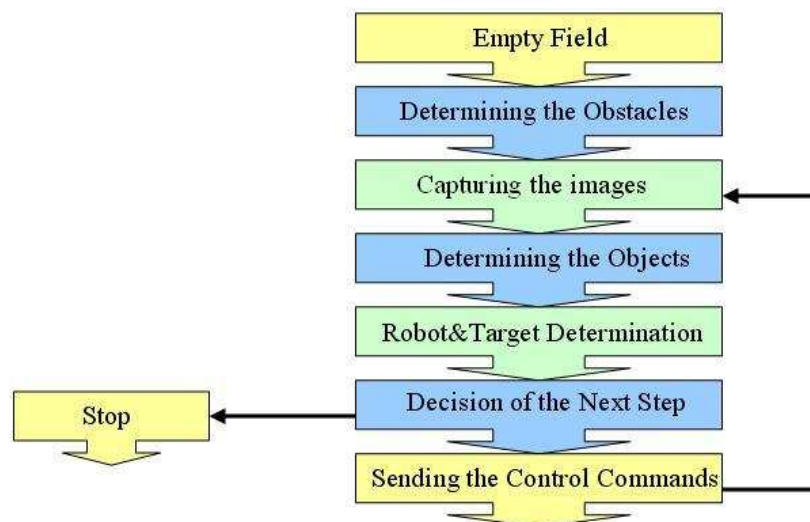 Empty Field
Determining the Obstacles
Capturing the images
Determining the Objects
Robot&Target Determination
Decision of the Next Step
Stop
Sending the Control Commands